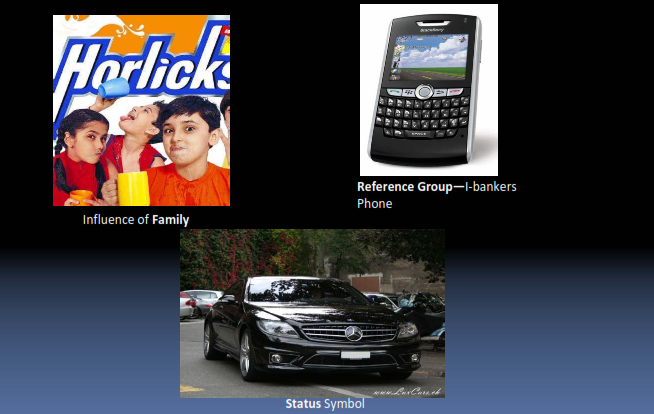 Horlicks
BlackBerry
Influence of Family
Reference Group—I-bankers
Phone
www.LuxCars.ch
Status Symbol